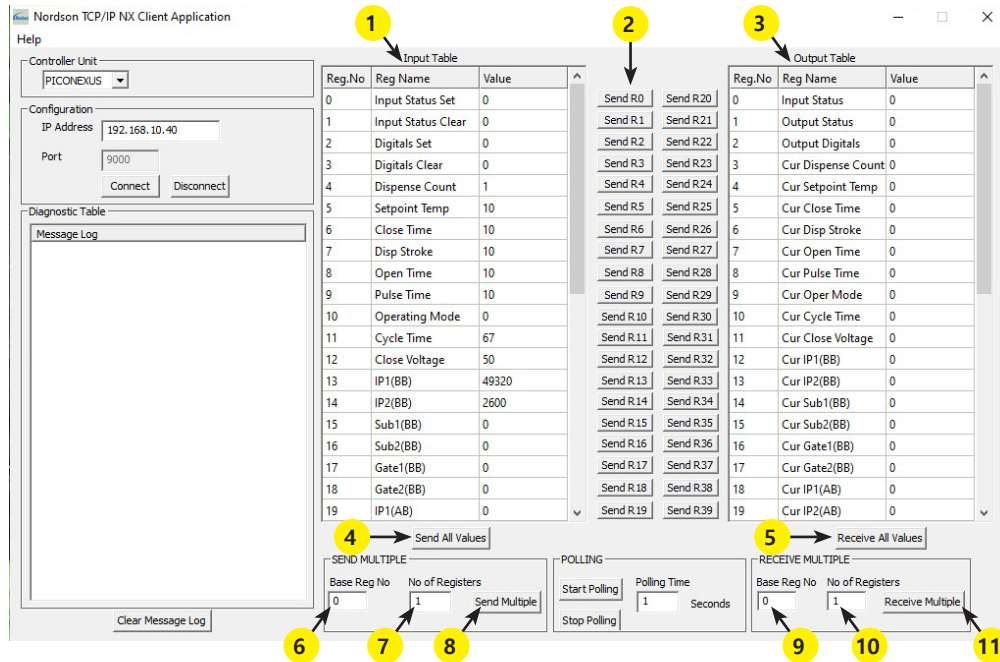 Nordson TCP/IP NX Client Application
Help
1
2
3
Controller Unit
PICONEXUS
Configuration
IP Address 192.168.10.40
Port 9000
Connect Disconnect
Diagnostic Table
Message Log
Clear Message Log
Input Table
Reg.No Reg Name Value
0 Input Status Set 0
1 Input Status Clear 0
2 Digitals Set 0
3 Digitals Clear 0
4 Dispense Count 1
5 Setpoint Temp 10
6 Close Time 10
7 Disp Stroke 10
8 Open Time 10
9 Pulse Time 10
10 Operating Mode 0
11 Cycle Time 67
12 Close Voltage 50
13 IP1(BB) 49320
14 IP2(BB) 2600
15 Sub1(BB) 0
16 Sub2(BB) 0
17 Gate1(BB) 0
18 Gate2(BB) 0
19 IP1(AB) 0
Send R0 Send R20
Send R1 Send R21
Send R2 Send R22
Send R3 Send R23
Send R4 Send R24
Send R5 Send R25
Send R6 Send R26
Send R7 Send R27
Send R8 Send R28
Send R9 Send R29
Send R10 Send R30
Send R11 Send R31
Send R12 Send R32
Send R13 Send R33
Send R14 Send R34
Send R15 Send R35
Send R16 Send R36
Send R17 Send R37
Send R18 Send R38
Send R19 Send R39
Output Table
Reg.No Reg Name Value
0 Input Status 0
1 Output Status 0
2 Output Digitals 0
3 Cur Dispense Count 0
4 Cur Setpoint Temp 0
5 Cur Close Time 0
6 Cur Disp Stroke 0
7 Cur Open Time 0
8 Cur Pulse Time 0
9 Cur Oper Mode 0
10 Cur Cycle Time 0
11 Cur Close Voltage 0
12 Cur IP1(BB) 0
13 Cur IP2(BB) 0
14 Cur Sub1(BB) 0
15 Cur Sub2(BB) 0
16 Cur Gate1(BB) 0
17 Cur Gate2(BB) 0
18 Cur IP1(AB) 0
19 Cur IP2(AB) 0
4 Send All Values
5 Receive All Values
SEND MULTIPLE
Base Reg No No of Registers
0 1 Send Multiple
6 7 8
POLLING
Start Polling Polling Time
1 Seconds
Stop Polling
RECEIVE MULTIPLE
Base Reg No No of Registers
0 1 Receive Multiple
9 10 11